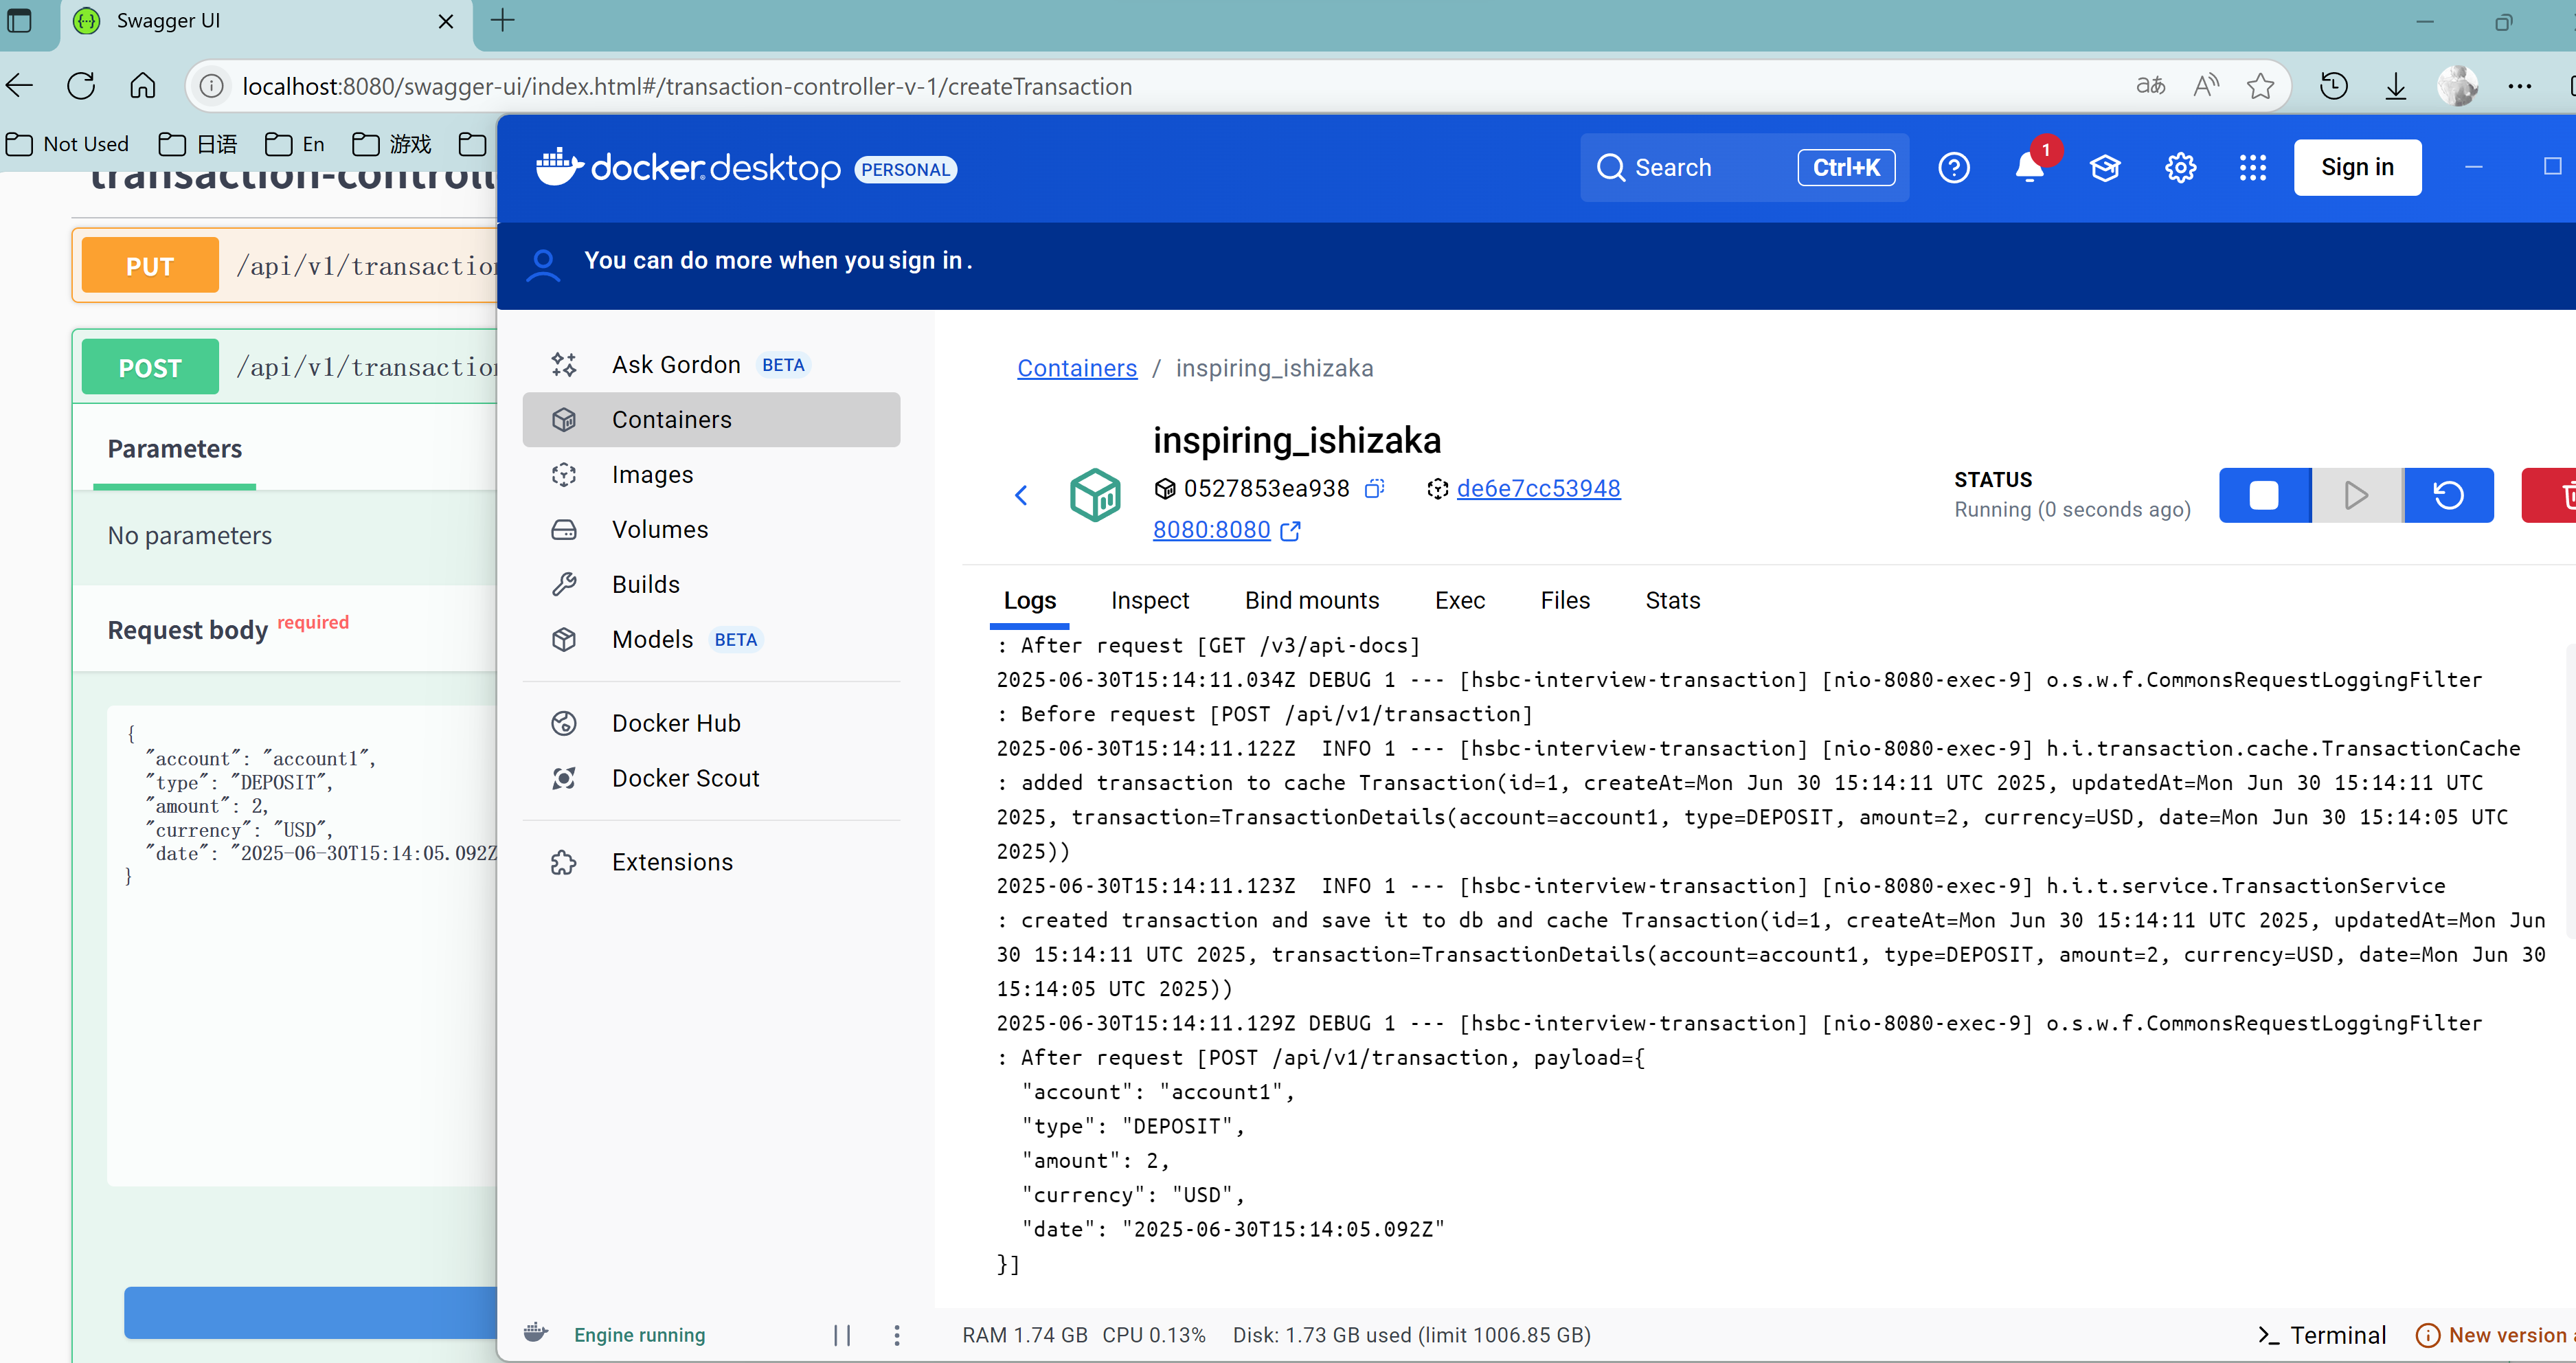 Swagger UI
localhost:8080/swagger-ui/index.html#/transaction-controller-v-1/createTransaction
Not Used
日语
En
游戏
PUT
/api/v1/transaction
POST
/api/v1/transaction
Parameters
No parameters
Request body required
{
"account": "account1",
"type": "DEPOSIT",
"amount": 2,
"currency": "USD",
"date": "2025-06-30T15:14:05.092Z
}
docker.desktop PERSONAL
Search Ctrl+K
1
Sign in
You can do more when you sign in.
Ask Gordon BETA
Containers
Images
Volumes
Builds
Models BETA
Docker Hub
Docker Scout
Extensions
Containers / inspiring_ishizaka
inspiring_ishizaka
0527853ea938 de6e7cc53948
8080:8080
STATUS
Running (0 seconds ago)
Logs Inspect Bind mounts Exec Files Stats
: After request [GET /v3/api-docs]
2025-06-30T15:14:11.034Z DEBUG 1 --- [hsbc-interview-transaction] [nio-8080-exec-9] o.s.w.f.CommonsRequestLoggingFilter
: Before request [POST /api/v1/transaction]
2025-06-30T15:14:11.122Z  INFO 1 --- [hsbc-interview-transaction] [nio-8080-exec-9] h.i.transaction.cache.TransactionCache
: added transaction to cache Transaction(id=1, createAt=Mon Jun 30 15:14:11 UTC 2025, updatedAt=Mon Jun 30 15:14:11 UTC
2025, transaction=TransactionDetails(account=account1, type=DEPOSIT, amount=2, currency=USD, date=Mon Jun 30 15:14:05 UTC
2025))
2025-06-30T15:14:11.123Z  INFO 1 --- [hsbc-interview-transaction] [nio-8080-exec-9] h.i.t.service.TransactionService
: created transaction and save it to db and cache Transaction(id=1, createAt=Mon Jun 30 15:14:11 UTC 2025, updatedAt=Mon Jun
30 15:14:11 UTC 2025, transaction=TransactionDetails(account=account1, type=DEPOSIT, amount=2, currency=USD, date=Mon Jun 30
15:14:05 UTC 2025))
2025-06-30T15:14:11.129Z DEBUG 1 --- [hsbc-interview-transaction] [nio-8080-exec-9] o.s.w.f.CommonsRequestLoggingFilter
: After request [POST /api/v1/transaction, payload={
"account": "account1",
"type": "DEPOSIT",
"amount": 2,
"currency": "USD",
"date": "2025-06-30T15:14:05.092Z"
}]
Engine running
RAM 1.74 GB CPU 0.13% Disk: 1.73 GB used (limit 1006.85 GB)
Terminal
New version